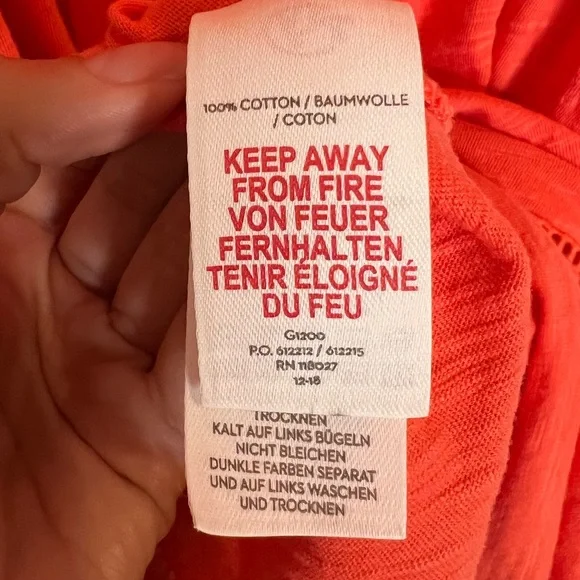 100% COTTON / BAUMWOLLE
/ COTON
KEEP AWAY
FROM FIRE
VON FEUER
FERNHALTEN
TENIR ÉLOIGNÉ
DU FEU
G1200
P.O. 612212 / 612215
RN 118027
12-18
TROCKNEN
KALT AUF LINKS BÜGELN
NICHT BLEICHEN
DUNKLE FARBEN SEPARAT
UND AUF LINKS WASCHEN
UND TROCKNEN